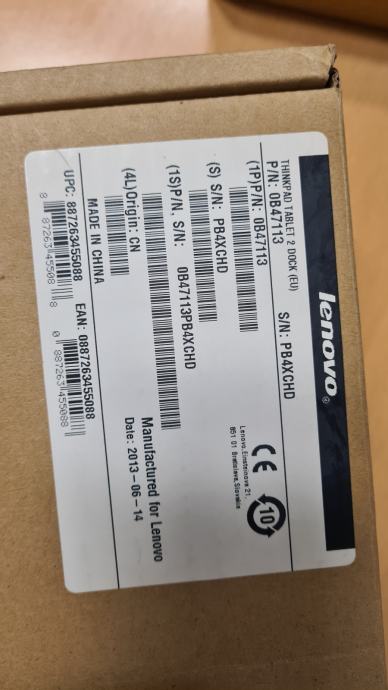 lenovo®
THINKPAD TABLET 2 DOCK (EU)
P/N: 0B47113 S/N: PB4XCHD
(1P)P/N: 0B47113
(S) S/N: PB4XCHD
(1S)P/N, S/N: 0B47113PB4XCHD
(4L)Origin: CN
MADE IN CHINA
CE
10
Lenovo, Einsteinova 21,
851 01 Bratislava, Slovakia
Manufactured for Lenovo
Date: 2013-06-14
UPC: 887263455088 EAN: 0887263455088
8 87263 45508 8 0 887263 455088